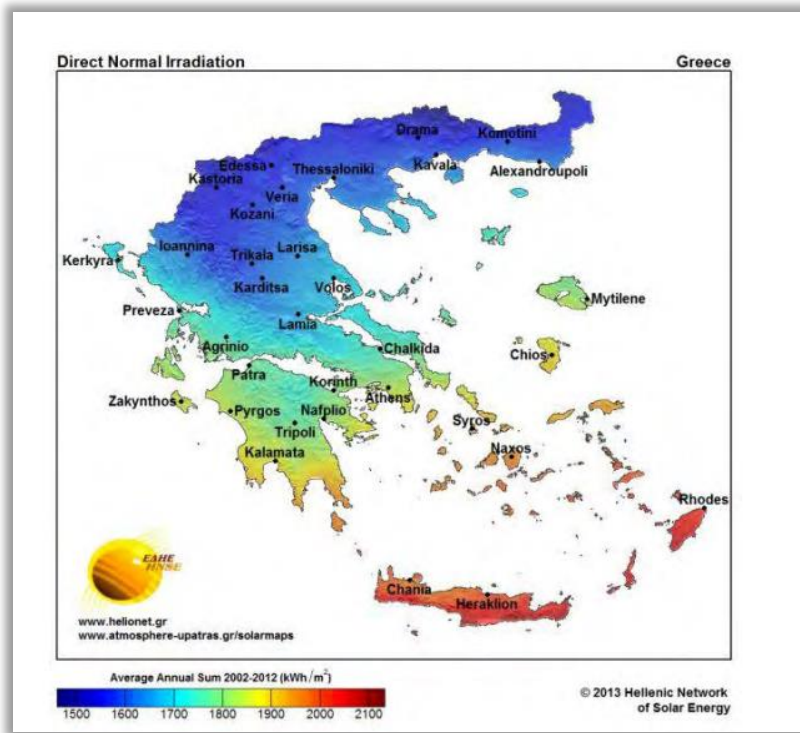 Direct Normal Irradiation
Greece
Drama
Komotini
Edessa
Thessaloniki
Kavala
Alexandroupoli
Kastoria
Veria
Kozani
Ioannina
Larisa
Trikala
Kerkyra
Karditsa
Volos
Mytilene
Preveza
Lamia
Agrinio
Chalkida
Chios
Patra
Korinth
Athens
Zakynthos
Pyrgos
Nafplio
Syros
Tripoli
Naxos
Kalamata
Rhodes
EAHE
HNSE
Chania
Heraklion
www.helionet.gr
www.atmosphere-upatras.gr/solarmaps
Average Annual Sum 2002-2012 (kWh/m²)
1500 1600 1700 1800 1900 2000 2100
© 2013 Hellenic Network
of Solar Energy